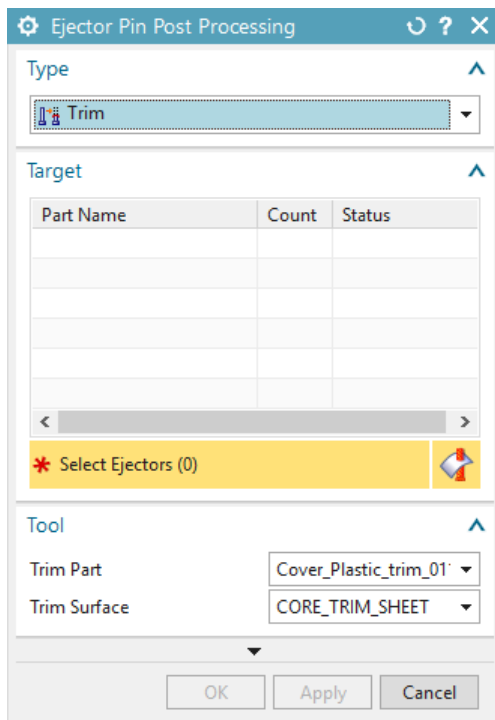 Ejector Pin Post Processing
Type
Trim
Target
Part Name Count Status
* Select Ejectors (0)
Tool
Trim Part Cover_Plastic_trim_01
Trim Surface CORE_TRIM_SHEET
OK Apply Cancel